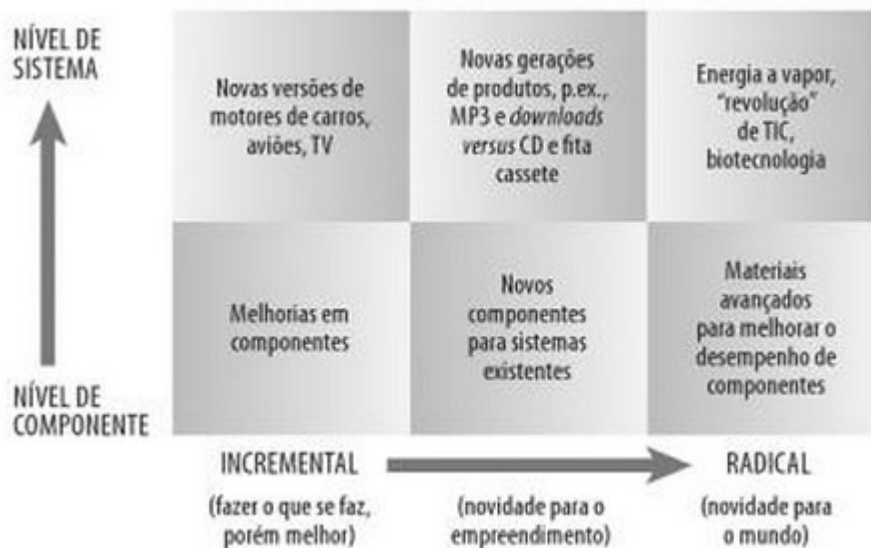 NÍVEL DE
SISTEMA
Novas versões de
motores de carros,
aviões, TV
Novas gerações
de produtos, p.ex.,
MP3 e downloads
versus CD e fita
cassete
Energia a vapor,
“revolução”
de TIC,
biotecnologia
Melhorias em
componentes
Novos
componentes
para sistemas
existentes
Materiais
avançados
para melhorar o
desempenho de
componentes
NÍVEL DE
COMPONENTE
INCREMENTAL
RADICAL
(fazer o que se faz,
porém melhor)
(novidade para o
empreendimento)
(novidade para
o mundo)